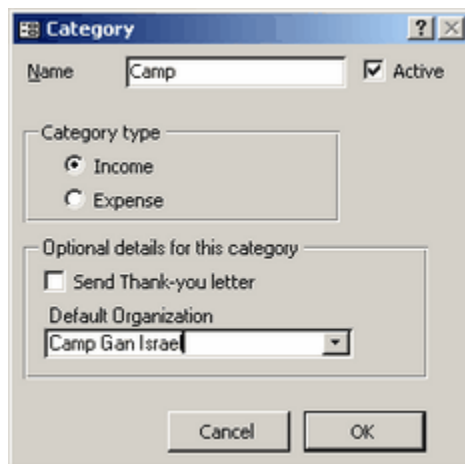 Category
Name Camp Active
Category type
Income
Expense
Optional details for this category
Send Thank-you letter
Default Organization
Camp Gan Israel
Cancel OK